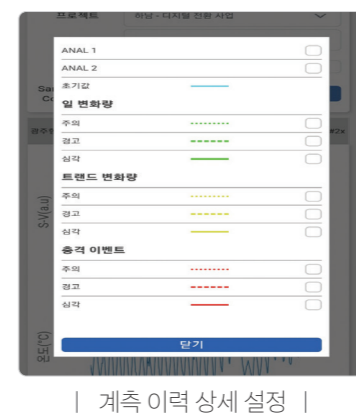 프로젝트 하남 - 디지털 전환 사업
ANAL 1
ANAL 2
초기값
일 변화량
주의
경고
심각
트랜드 변화량
주의
경고
심각
충격 이벤트
주의
경고
심각
S-V(a.u)
닫기
온도(°C)
| 계측 이력 상세 설정 |